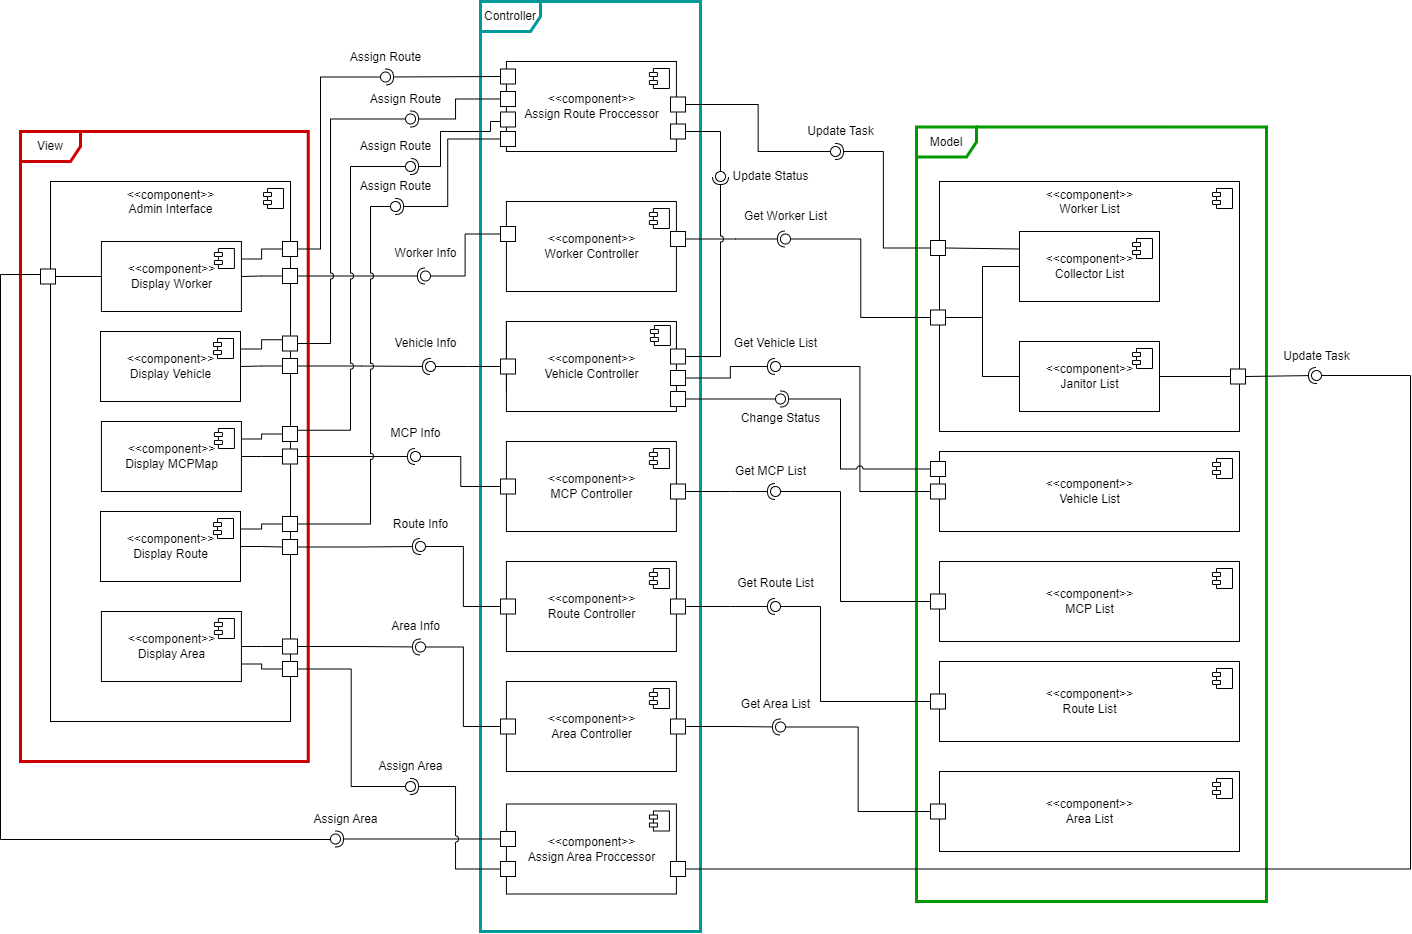 Controller
Assign Route
Assign Route
Assign Route
Assign Route
<<component>>
Assign Route Proccessor
Update Task
Update Status
View
Model
<<component>>
Admin Interface
<<component>>
Display Worker
<<component>>
Display Vehicle
<<component>>
Display MCPMap
<<component>>
Display Route
<<component>>
Display Area
Worker Info
Vehicle Info
MCP Info
Route Info
Area Info
Assign Area
Assign Area
<<component>>
Worker Controller
<<component>>
Vehicle Controller
<<component>>
MCP Controller
<<component>>
Route Controller
<<component>>
Area Controller
<<component>>
Assign Area Proccessor
Get Worker List
Get Vehicle List
Change Status
Get MCP List
Get Route List
Get Area List
<<component>>
Worker List
<<component>>
Collector List
<<component>>
Janitor List
Update Task
<<component>>
Vehicle List
<<component>>
MCP List
<<component>>
Route List
<<component>>
Area List